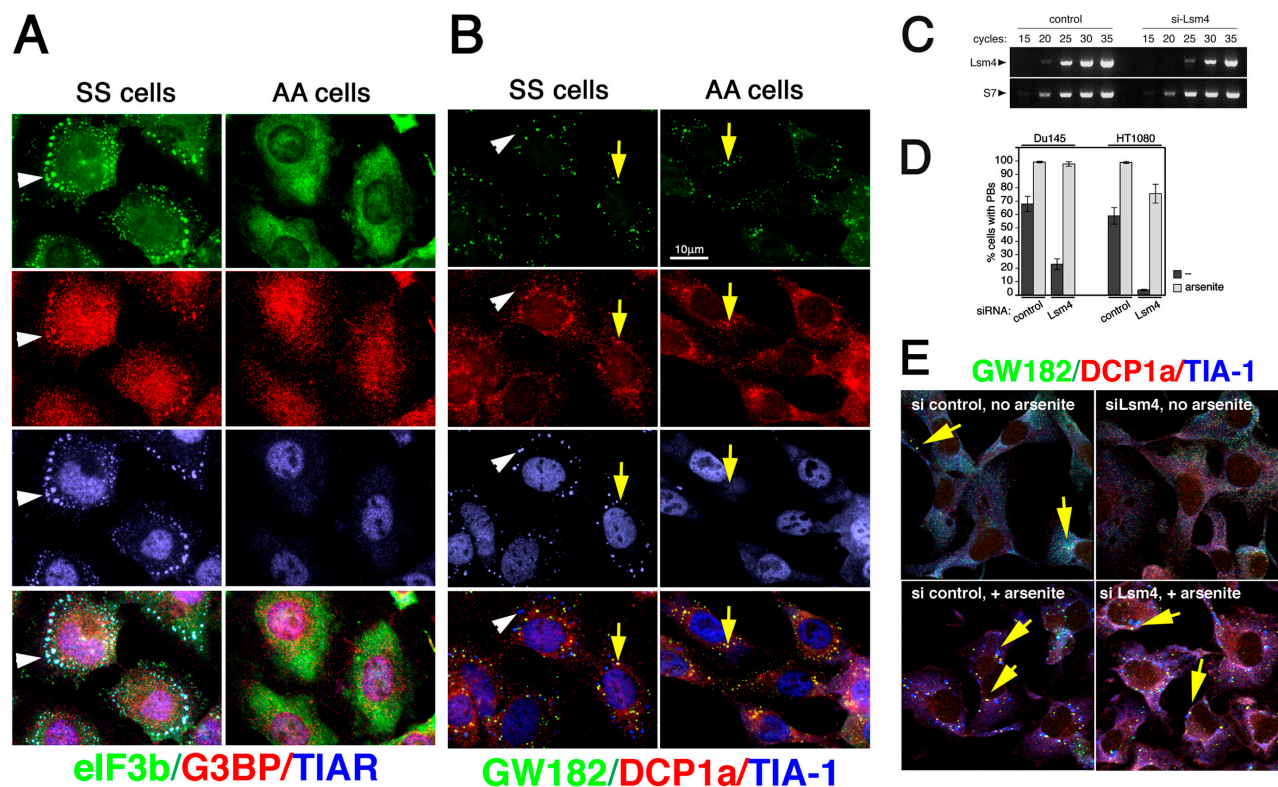 A
SS cells AA cells
eIF3b/G3BP/TIAR
B
SS cells AA cells
10µm
GW182/DCP1a/TIA-1
C
control si-Lsm4
cycles: 15 20 25 30 35 15 20 25 30 35
Lsm4
S7
D
Du145 HT1080
% cells with PBs
100
90
80
70
60
50
40
30
20
10
0
–
arsenite
siRNA: control Lsm4 control Lsm4
E
GW182/DCP1a/TIA-1
si control, no arsenite siLsm4, no arsenite
si control, + arsenite si Lsm4, + arsenite